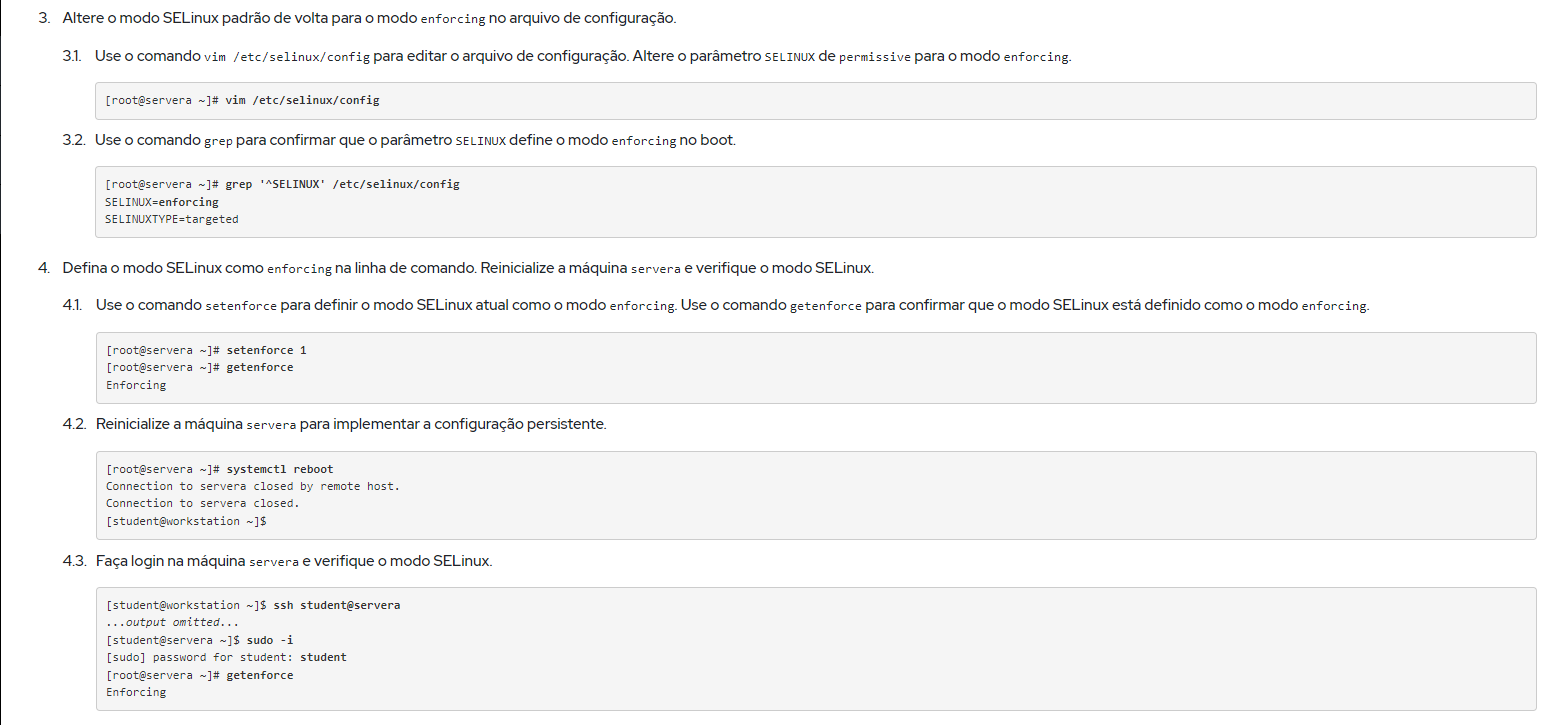 3. Altere o modo SELinux padrão de volta para o modo enforcing no arquivo de configuração.
3.1. Use o comando vim /etc/selinux/config para editar o arquivo de configuração. Altere o parâmetro SELINUX de permissive para o modo enforcing.
[root@servera ~]# vim /etc/selinux/config
3.2. Use o comando grep para confirmar que o parâmetro SELINUX define o modo enforcing no boot.
[root@servera ~]# grep '^SELINUX' /etc/selinux/config
SELINUX=enforcing
SELINUXTYPE=targeted
4. Defina o modo SELinux como enforcing na linha de comando. Reinicialize a máquina servera e verifique o modo SELinux.
4.1. Use o comando setenforce para definir o modo SELinux atual como o modo enforcing. Use o comando getenforce para confirmar que o modo SELinux está definido como o modo enforcing.
[root@servera ~]# setenforce 1
[root@servera ~]# getenforce
Enforcing
4.2. Reinicialize a máquina servera para implementar a configuração persistente.
[root@servera ~]# systemctl reboot
Connection to servera closed by remote host.
Connection to servera closed.
[student@workstation ~]$
4.3. Faça login na máquina servera e verifique o modo SELinux.
[student@workstation ~]$ ssh student@servera
...output omitted...
[student@servera ~]$ sudo -i
[sudo] password for student: student
[root@servera ~]# getenforce
Enforcing